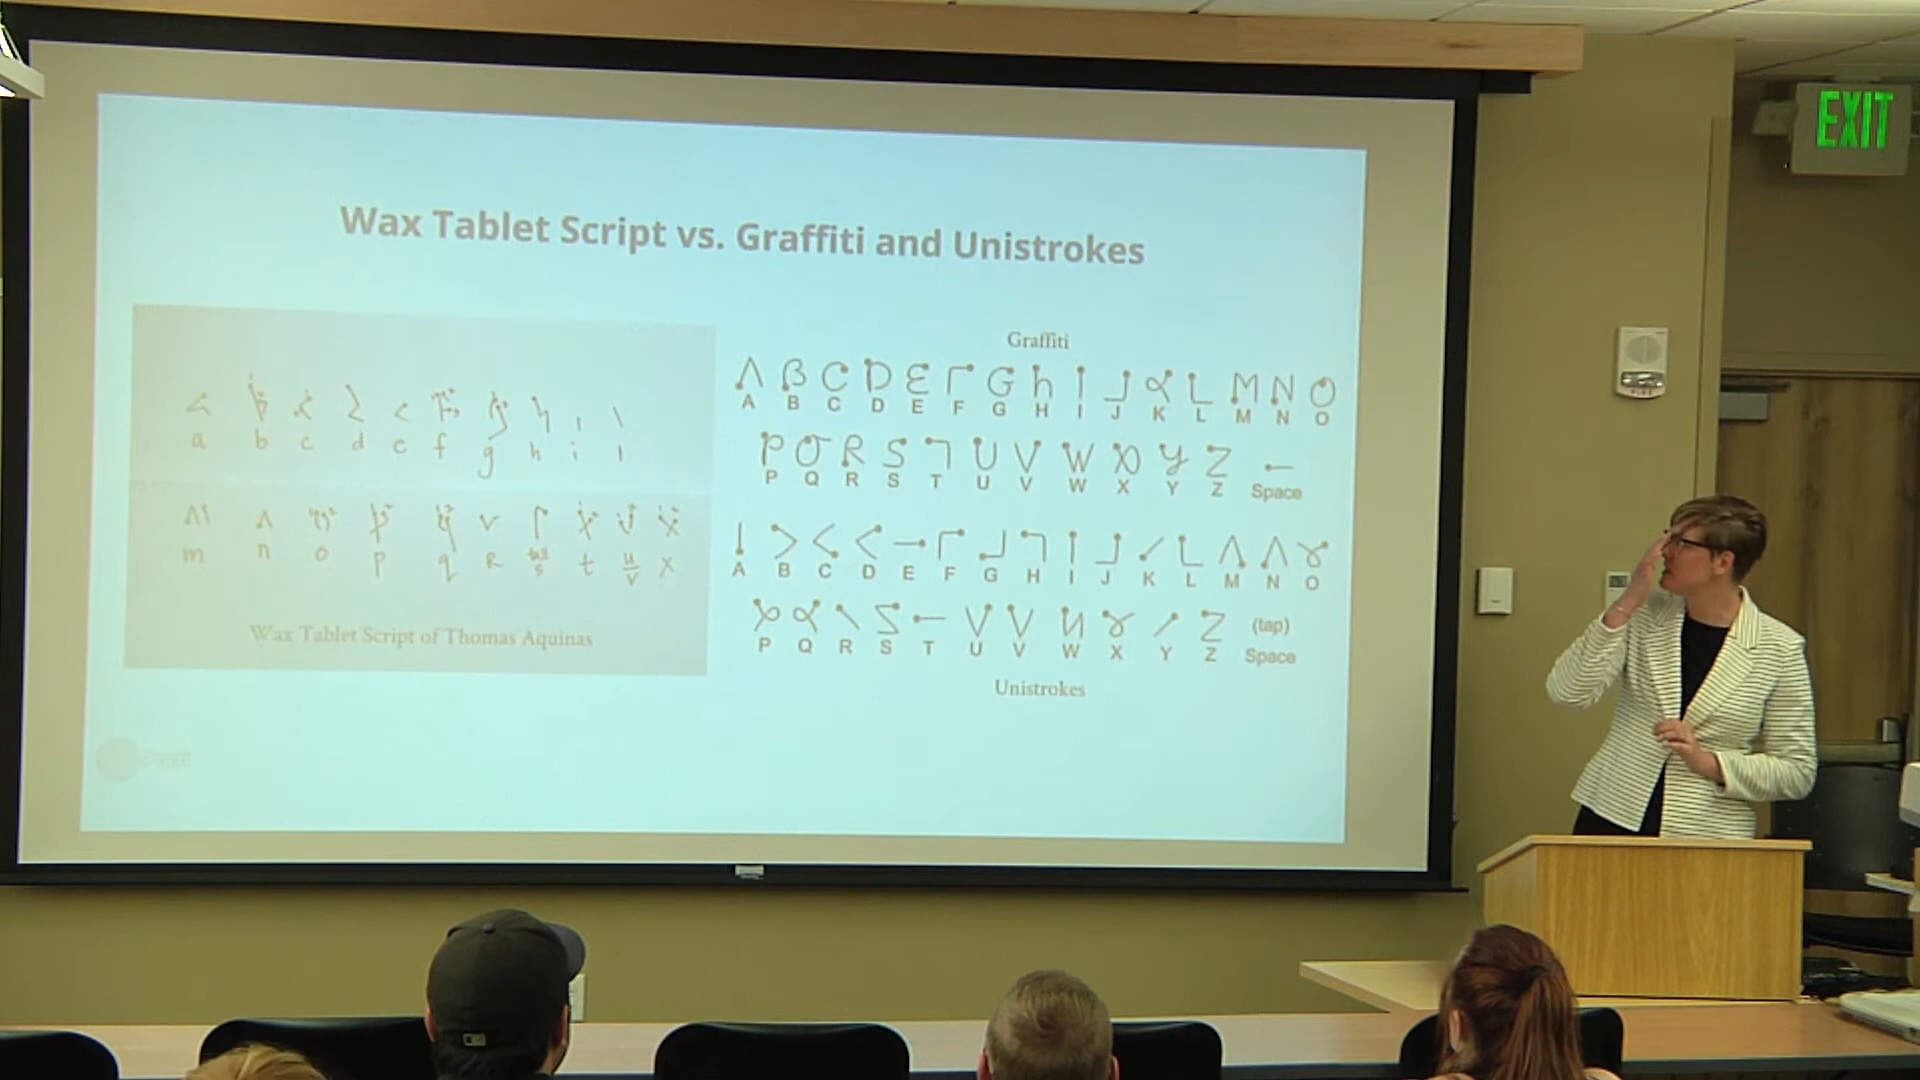 Wax Tablet Script vs. Graffiti and Unistrokes
a b c d e f g h i l
m n o p q R s t u/v x
Wax Tablet Script of Thomas Aquinas
Graffiti
A B C D E F G H I J K L M N O
P Q R S T U V W X Y Z Space
A B C D E F G H I J K L M N O
P Q R S T U V W X Y Z (tap) Space
Unistrokes
EXIT
FIRE